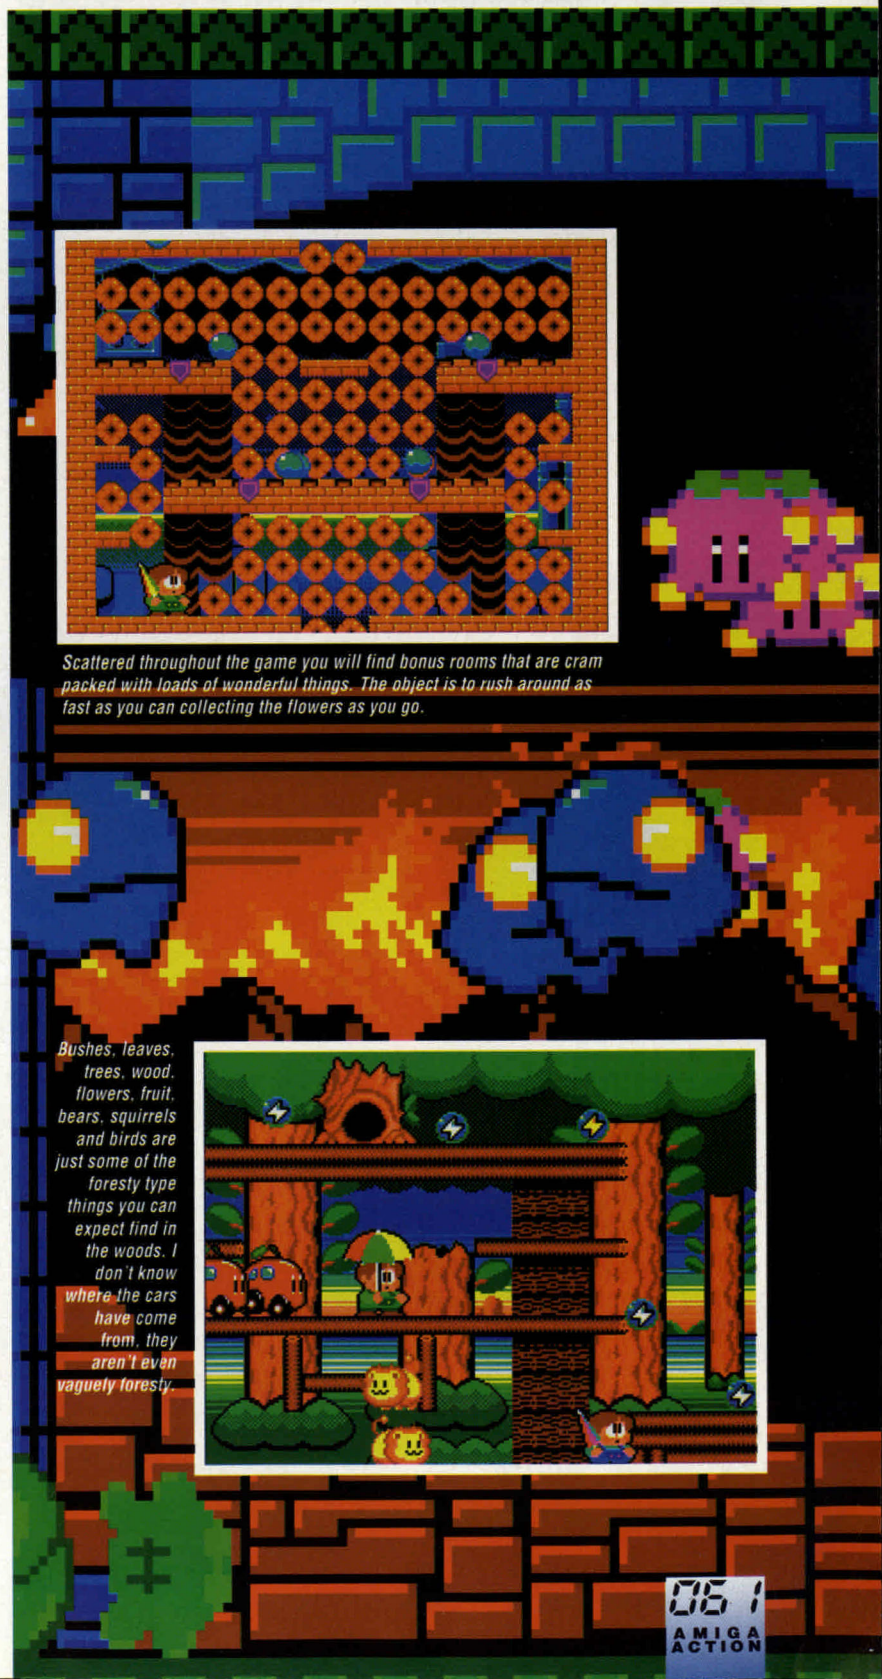 Scattered throughout the game you will find bonus rooms that are cram
packed with loads of wonderful things. The object is to rush around as
fast as you can collecting the flowers as you go.
Bushes, leaves,
trees, wood,
flowers, fruit,
bears, squirrels
and birds are
just some of the
foresty type
things you can
expect find in
the woods. I
don't know
where the cars
have come
from, they
aren't even
vaguely foresty.
061
AMIGA
ACTION